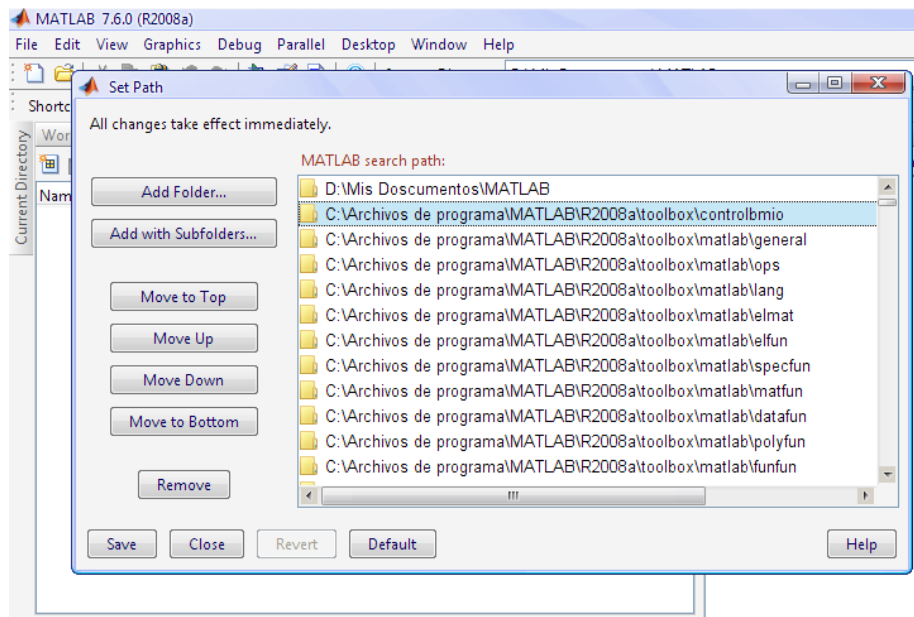 MATLAB 7.6.0 (R2008a)
File Edit View Graphics Debug Parallel Desktop Window Help
Set Path
Shortc
All changes take effect immediately.
Wor
Current Directory
Nam
MATLAB search path:
Add Folder...
Add with Subfolders...
Move to Top
Move Up
Move Down
Move to Bottom
Remove
D:\Mis Doscumentos\MATLAB
C:\Archivos de programa\MATLAB\R2008a\toolbox\controlbmio
C:\Archivos de programa\MATLAB\R2008a\toolbox\matlab\general
C:\Archivos de programa\MATLAB\R2008a\toolbox\matlab\ops
C:\Archivos de programa\MATLAB\R2008a\toolbox\matlab\lang
C:\Archivos de programa\MATLAB\R2008a\toolbox\matlab\elmat
C:\Archivos de programa\MATLAB\R2008a\toolbox\matlab\elfun
C:\Archivos de programa\MATLAB\R2008a\toolbox\matlab\specfun
C:\Archivos de programa\MATLAB\R2008a\toolbox\matlab\matfun
C:\Archivos de programa\MATLAB\R2008a\toolbox\matlab\datafun
C:\Archivos de programa\MATLAB\R2008a\toolbox\matlab\polyfun
C:\Archivos de programa\MATLAB\R2008a\toolbox\matlab\funfun
Save Close Revert Default Help